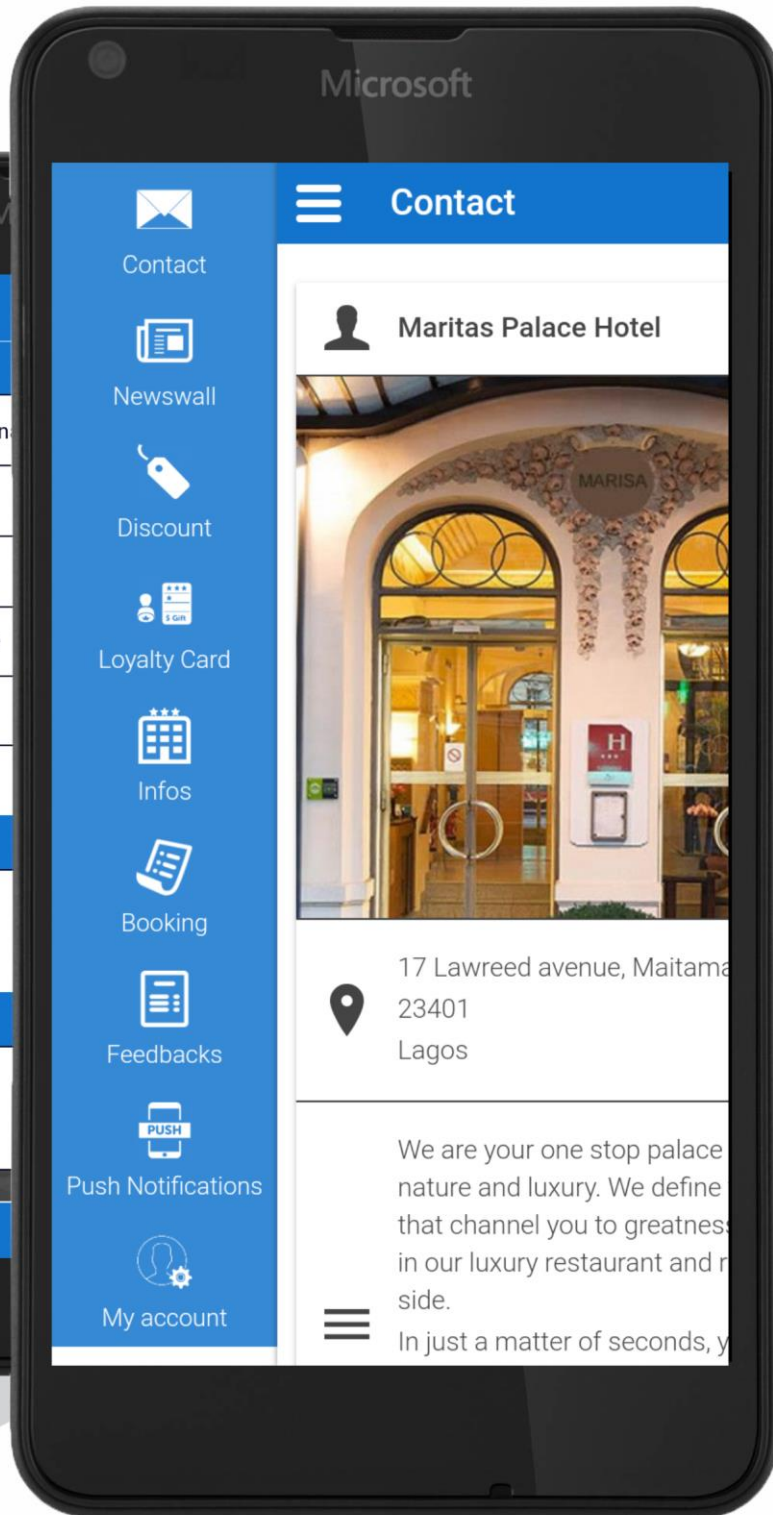 Microsoft
Contact
Newswall
Discount
5 Gift
Loyalty Card
Infos
Booking
Feedbacks
PUSH
Push Notifications
My account
Contact
Maritas Palace Hotel
MARISA
H
17 Lawreed avenue, Maitama
23401
Lagos
We are your one stop palace
nature and luxury. We define
that channel you to greatness
in our luxury restaurant and r
side.
In just a matter of seconds, y